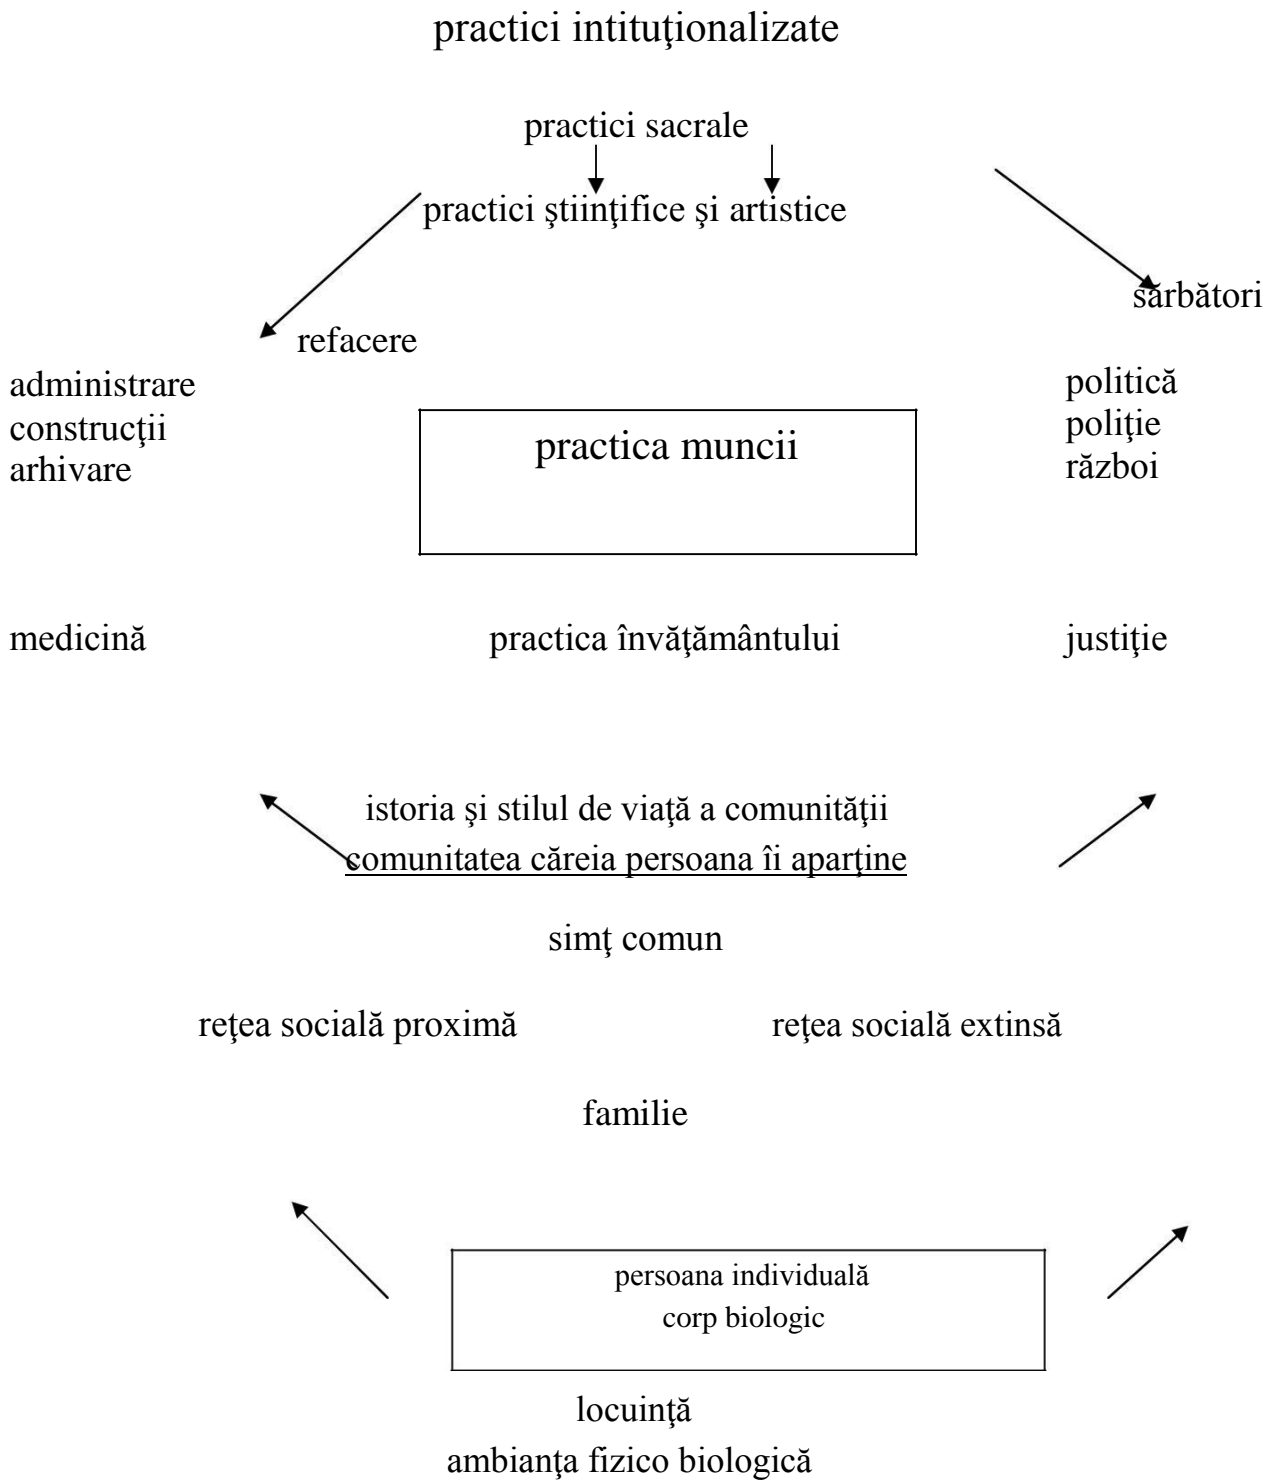 practici intituţionalizate
practici sacrale
practici ştiinţifice şi artistice
sărbători
refacere
administrare
construcţii
arhivare
politică
poliţie
război
practica muncii
medicină
practica învăţământului
justiţie
istoria şi stilul de viaţă a comunităţii
comunitatea căreia persoana îi aparţine
simţ comun
reţea socială proximă
reţea socială extinsă
familie
persoana individuală
corp biologic
locuinţă
ambianţa fizico biologică